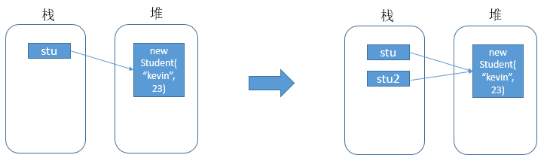 栈
堆
stu
new
Student(
“kevin”,
23)
栈
堆
stu
stu2
new
Student(
“kevin”,
23)